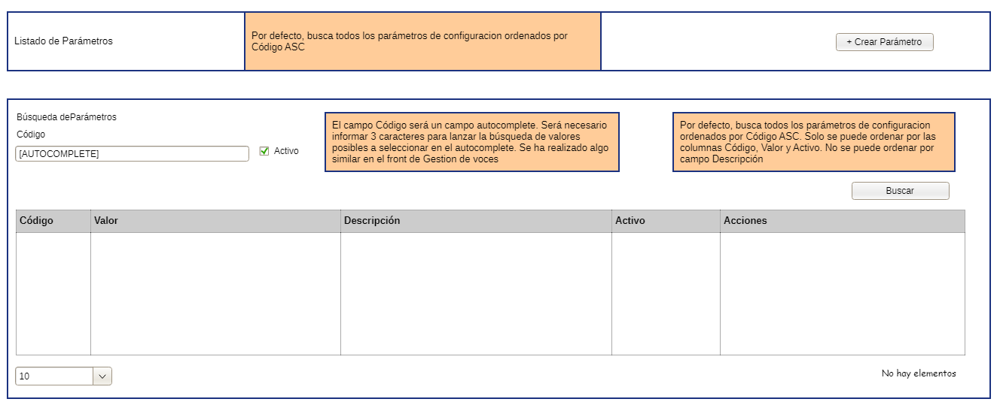 Listado de Parámetros
Por defecto, busca todos los parámetros de configuracion ordenados por
Código ASC
+ Crear Parámetro
Búsqueda deParámetros
Código
[AUTOCOMPLETE]
Activo
El campo Código será un campo autocomplete. Será necesario
informar 3 caracteres para lanzar la búsqueda de valores
posibles a seleccionar en el autocomplete. Se ha realizado algo
similar en el front de Gestion de voces
Por defecto, busca todos los parámetros de configuracion
ordenados por Código ASC. Solo se puede ordenar por las
columnas Código, Valor y Activo. No se puede ordenar por
campo Descripción
Buscar
Código Valor Descripción Activo Acciones
10
No hay elementos